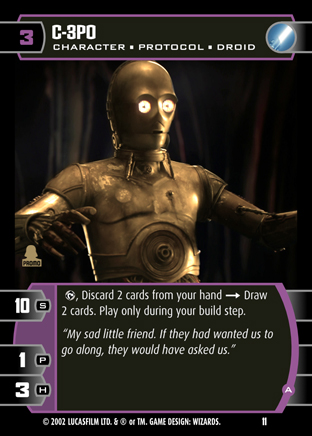 3
C-3PO
CHARACTER ▪ PROTOCOL ▪ DROID
PROMO
10 S
, Discard 2 cards from your hand → Draw
2 cards. Play only during your build step.
"My sad little friend. If they had wanted us to
go along, they would have asked us."
1 P
3 H
A
© 2002 LUCASFILM LTD. & ® or TM. GAME DESIGN: WIZARDS.
11